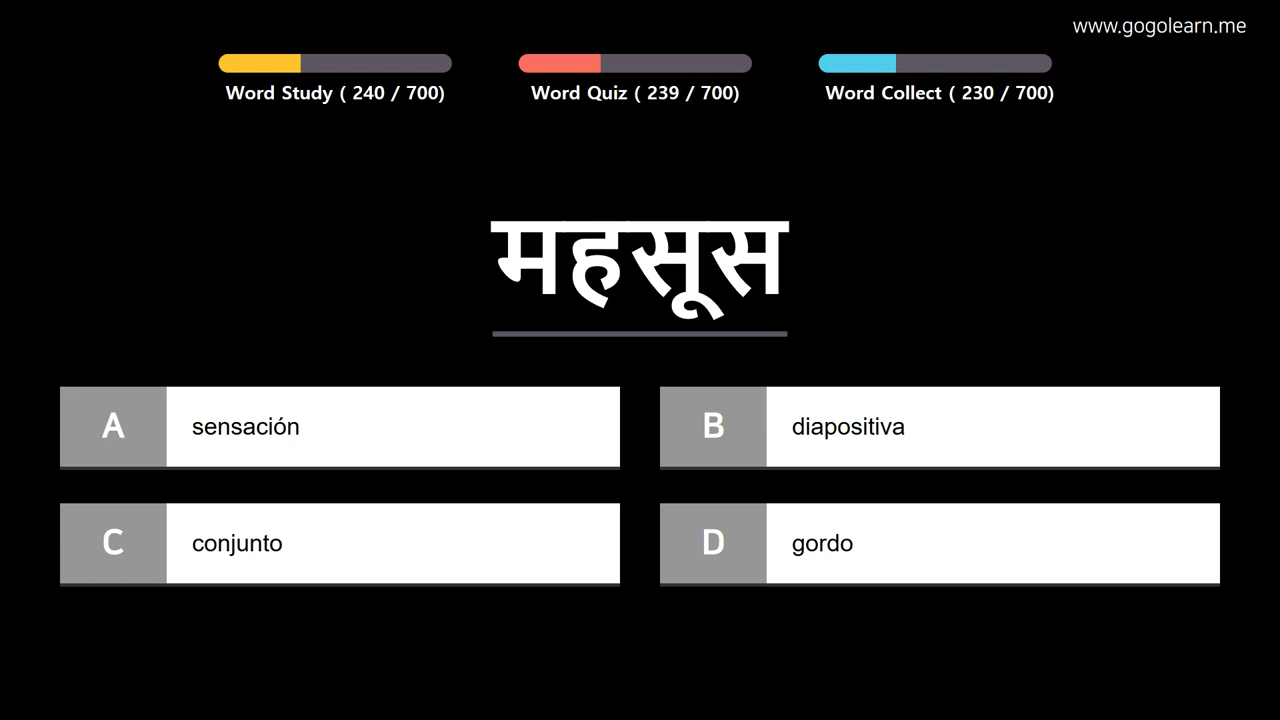 www.gogolearn.me
Word Study ( 240 / 700)
Word Quiz ( 239 / 700)
Word Collect ( 230 / 700)
महसूस
A sensación
B diapositiva
C conjunto
D gordo